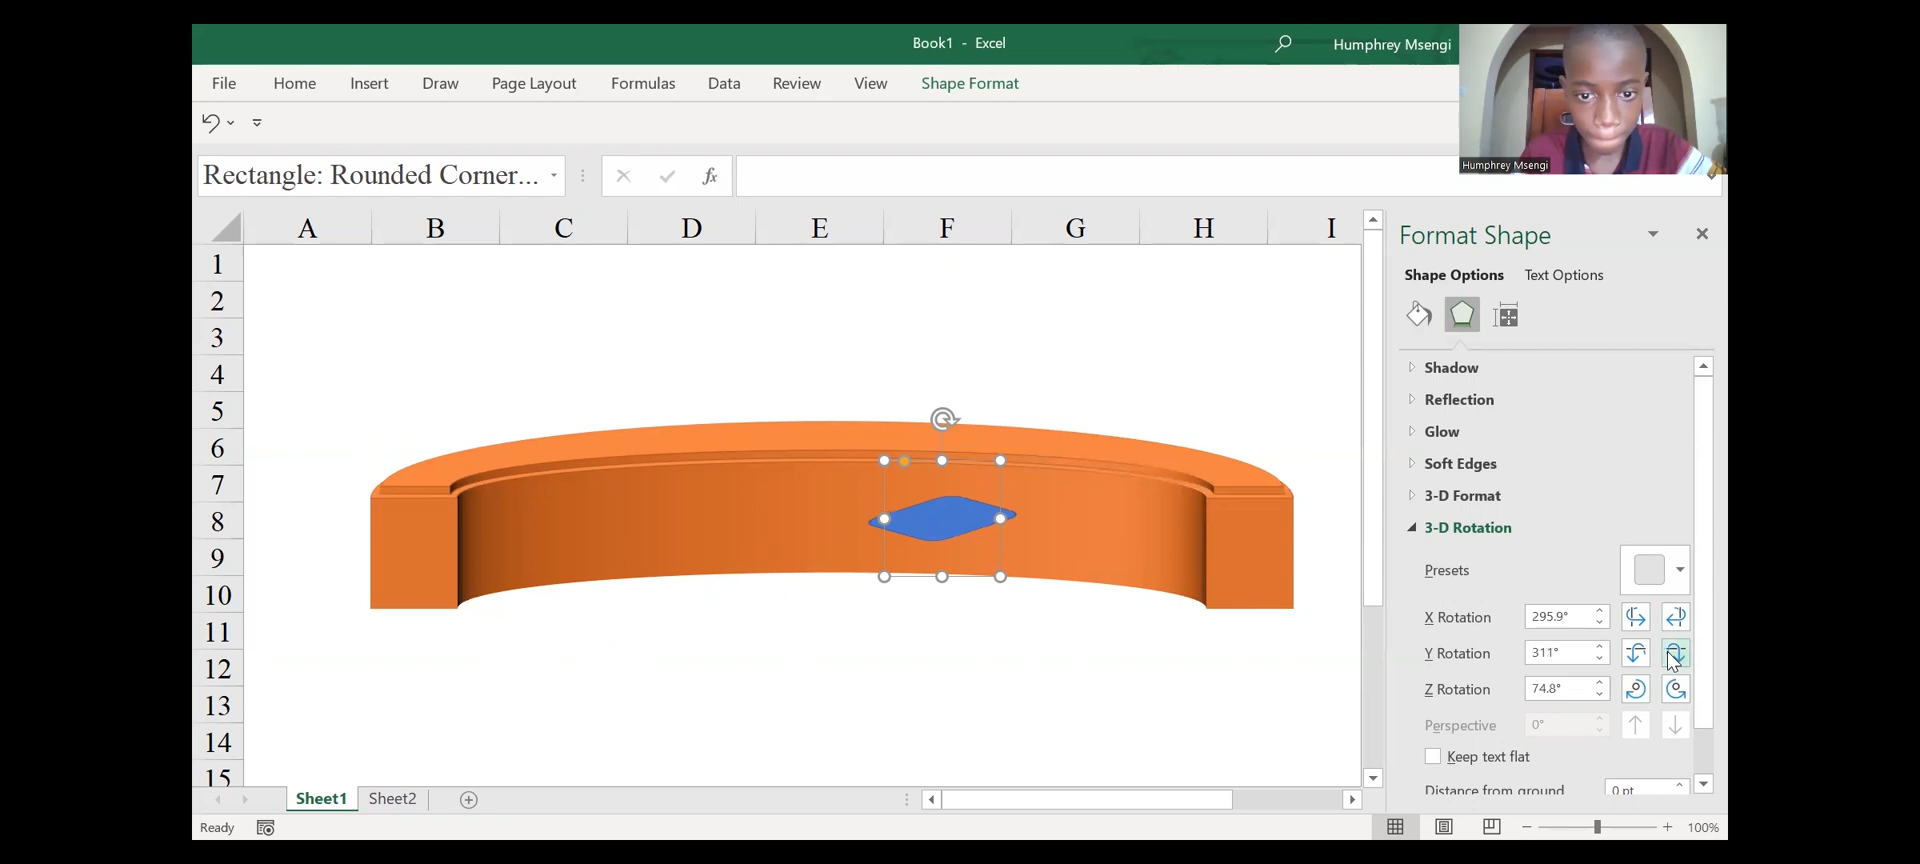 Book1 - Excel
Humphrey Msengi
File Home Insert Draw Page Layout Formulas Data Review View Shape Format
Humphrey Msengi
Rectangle: Rounded Corner... fx
A B C D E F G H I
Format Shape
Shape Options Text Options
1
2
3
4
5
6
7
8
9
10
11
12
13
14
15
Shadow
Reflection
Glow
Soft Edges
3-D Format
3-D Rotation
Presets
X Rotation 295.9°
Y Rotation 311°
Z Rotation 74.8°
Perspective 0°
Keep text flat
Distance from ground 0 pt
Sheet1 Sheet2
Ready
100%